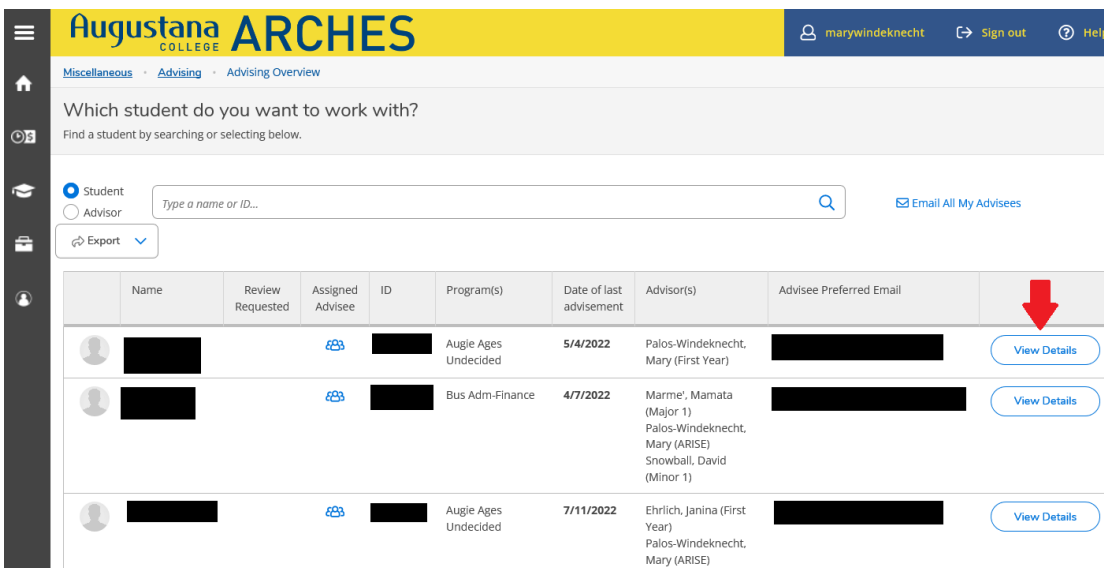 Augustana
COLLEGE
ARCHES
marywindeknecht
Sign out
Help
Miscellaneous · Advising · Advising Overview
Which student do you want to work with?
Find a student by searching or selecting below.
Student
Advisor
Type a name or ID...
Email All My Advisees
Export
Name
Review
Requested
Assigned
Advisee
ID
Program(s)
Date of last
advisement
Advisor(s)
Advisee Preferred Email
Augie Ages
Undecided
5/4/2022
Palos-Windeknecht,
Mary (First Year)
View Details
Bus Adm-Finance
4/7/2022
Marme', Mamata
(Major 1)
Palos-Windeknecht,
Mary (ARISE)
Snowball, David
(Minor 1)
View Details
Augie Ages
Undecided
7/11/2022
Ehrlich, Janina (First
Year)
Palos-Windeknecht,
Mary (ARISE)
View Details